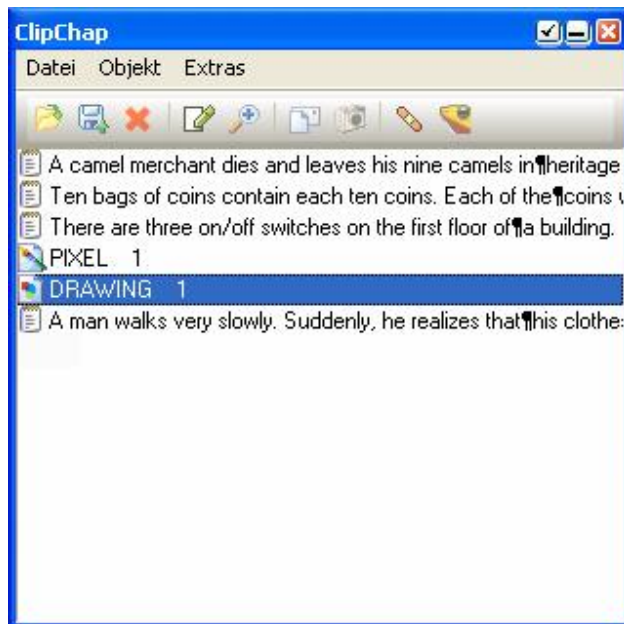 ClipChap
Datei Objekt Extras
A camel merchant dies and leaves his nine camels in¶heritage
Ten bags of coins contain each ten coins. Each of the¶coins
There are three on/off switches on the first floor of¶a building.
PIXEL 1
DRAWING 1
A man walks very slowly. Suddenly, he realizes that¶his clothe